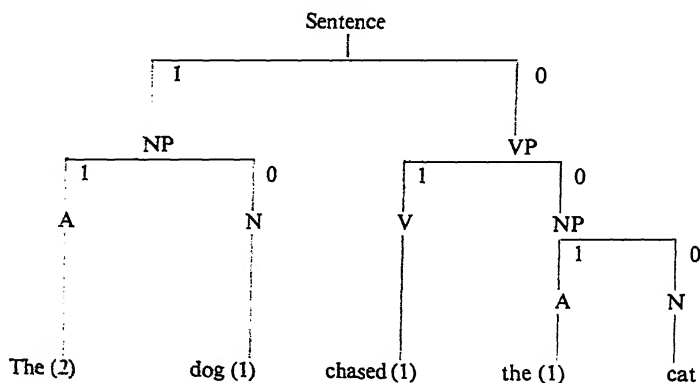 Sentence
1 0
NP VP
1 0 1 0
A N V NP
1 0
A N
The (2) dog (1) chased (1) the (1) cat